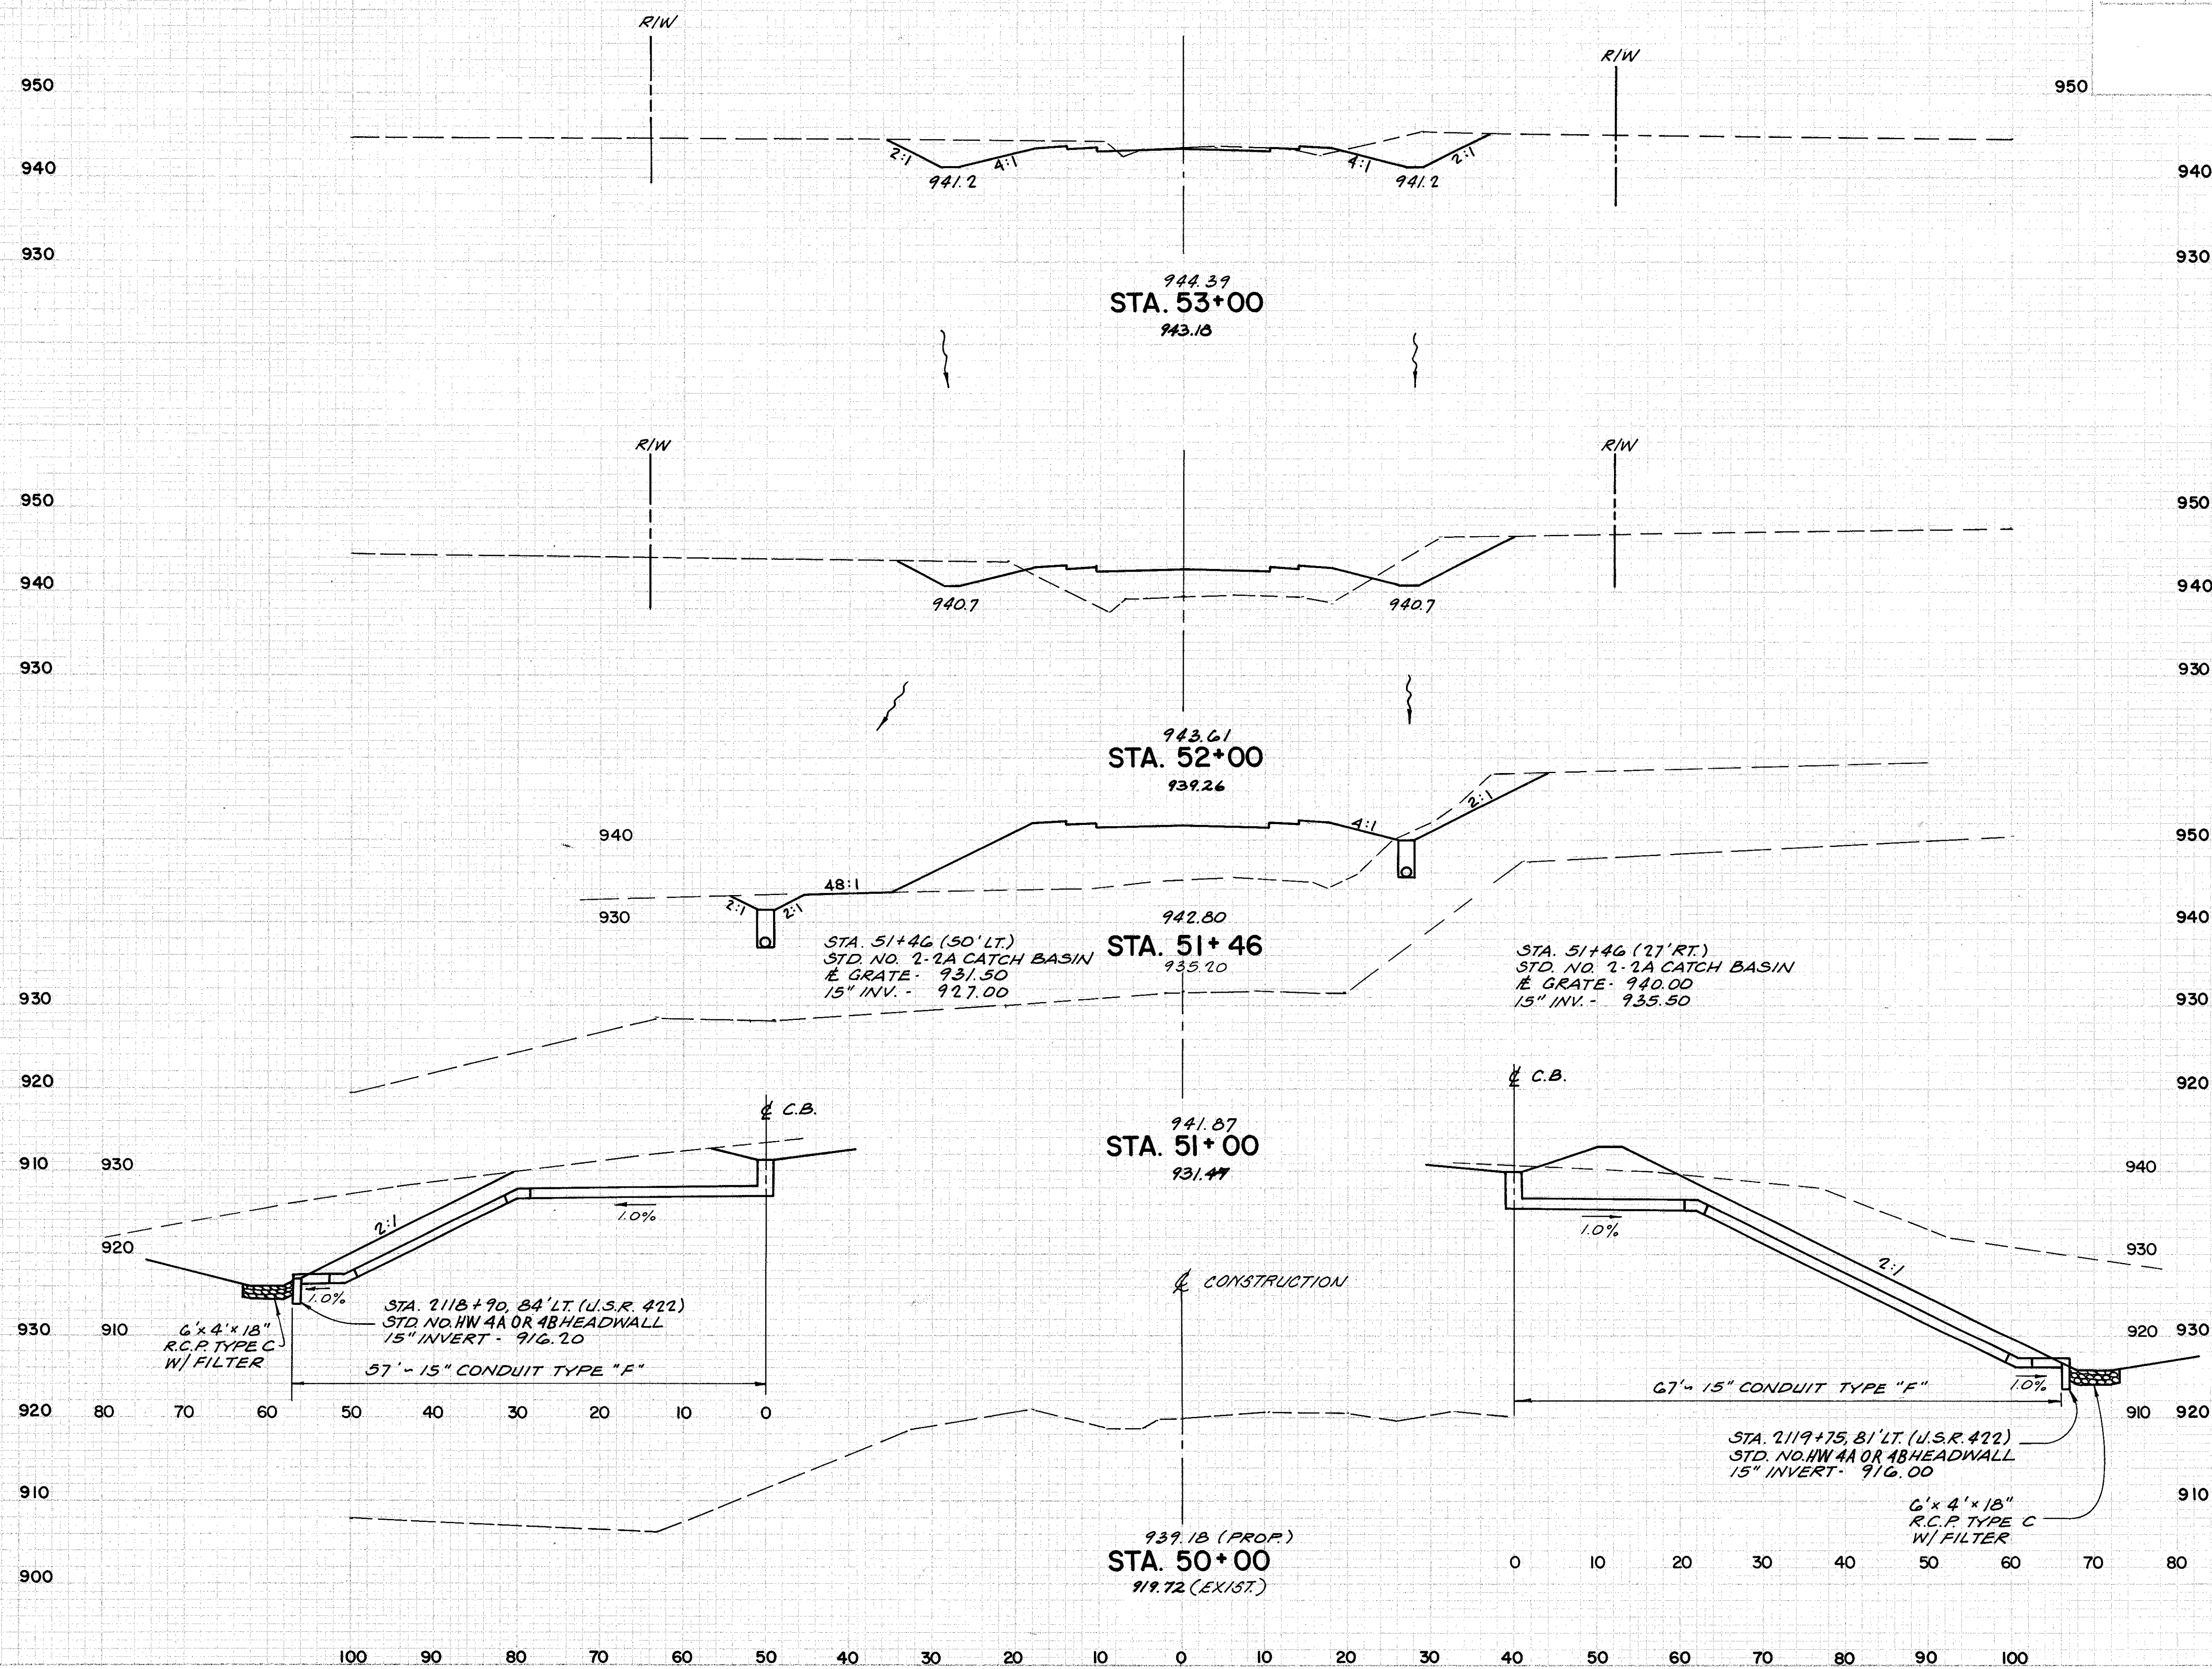 R/W
R/W
950
950
2:1
4:1
4:1
2:1
940
940
941.2
941.2
930
930
944.39
STA. 53+00
943.18
R/W
R/W
950
950
940
940
940.7
940.7
930
930
943.61
STA. 52+00
939.26
940
48:1
4:1
2:1
950
2:1
2:1
930
942.80
940
STA. 51+46 (50' LT.)
STD. NO. 2-2A CATCH BASIN
℄ GRATE - 931.50
15" INV. - 927.00
STA. 51+46
935.20
STA. 51+46 (27' RT.)
STD. NO. 2-2A CATCH BASIN
℄ GRATE - 940.00
15" INV. - 935.50
930
930
920
920
℄ C.B.
℄ C.B.
941.87
STA. 51+00
931.47
910
930
940
1.0%
1.0%
2:1
920
930
2:1
℄ CONSTRUCTION
1.0%
STA. 2118+90, 84' LT. (U.S.R. 422)
STD. NO. HW 4A OR 4B HEADWALL
15" INVERT - 916.20
930
910
6' x 4' x 18"
R.C.P. TYPE C
W/ FILTER
920
930
57' ~ 15" CONDUIT TYPE "F"
67' ~ 15" CONDUIT TYPE "F"
1.0%
920
80 70 60 50 40 30 20 10 0
910
920
STA. 2119+75, 81' LT. (U.S.R. 422)
STD. NO. HW 4A OR 4B HEADWALL
15" INVERT - 916.00
910
910
6' x 4' x 18"
R.C.P. TYPE C
W/ FILTER
939.18 (PROP.)
STA. 50+00
919.72 (EXIST.)
0 10 20 30 40 50 60 70 80
900
100 90 80 70 60 50 40 30 20 10 0 10 20 30 40 50 60 70 80 90 100